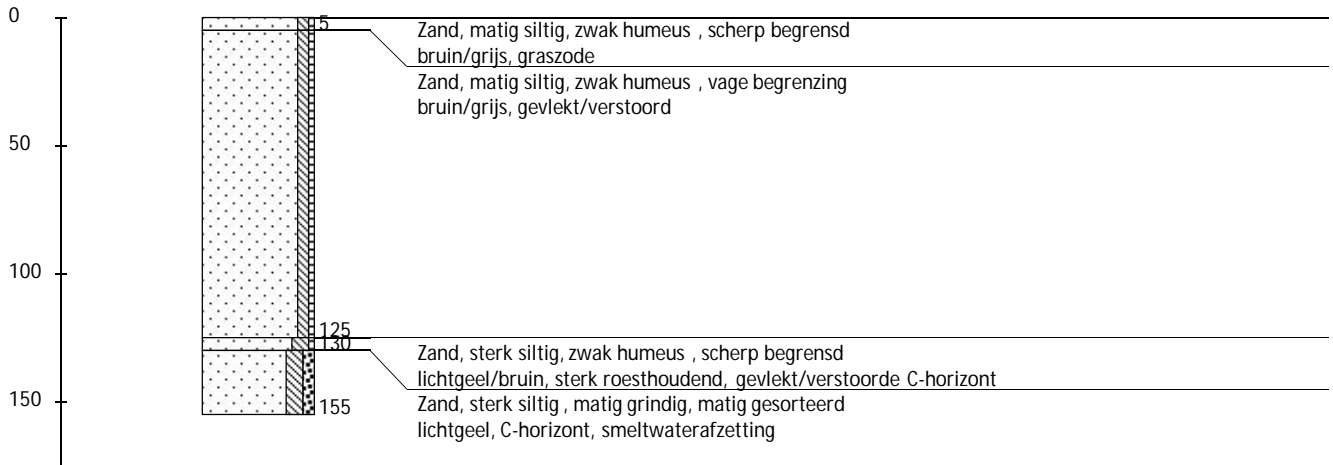 0
5
Zand, matig siltig, zwak humeus , scherp begrensd
bruin/grijs, graszode
Zand, matig siltig, zwak humeus , vage begrenzing
bruin/grijs, gevlekt/verstoord
50
100
125
130
Zand, sterk siltig, zwak humeus , scherp begrensd
lichtgeel/bruin, sterk roesthoudend, gevlekt/verstoorde C-horizont
150
155
Zand, sterk siltig , matig grindig, matig gesorteerd
lichtgeel, C-horizont, smeltwaterafzetting